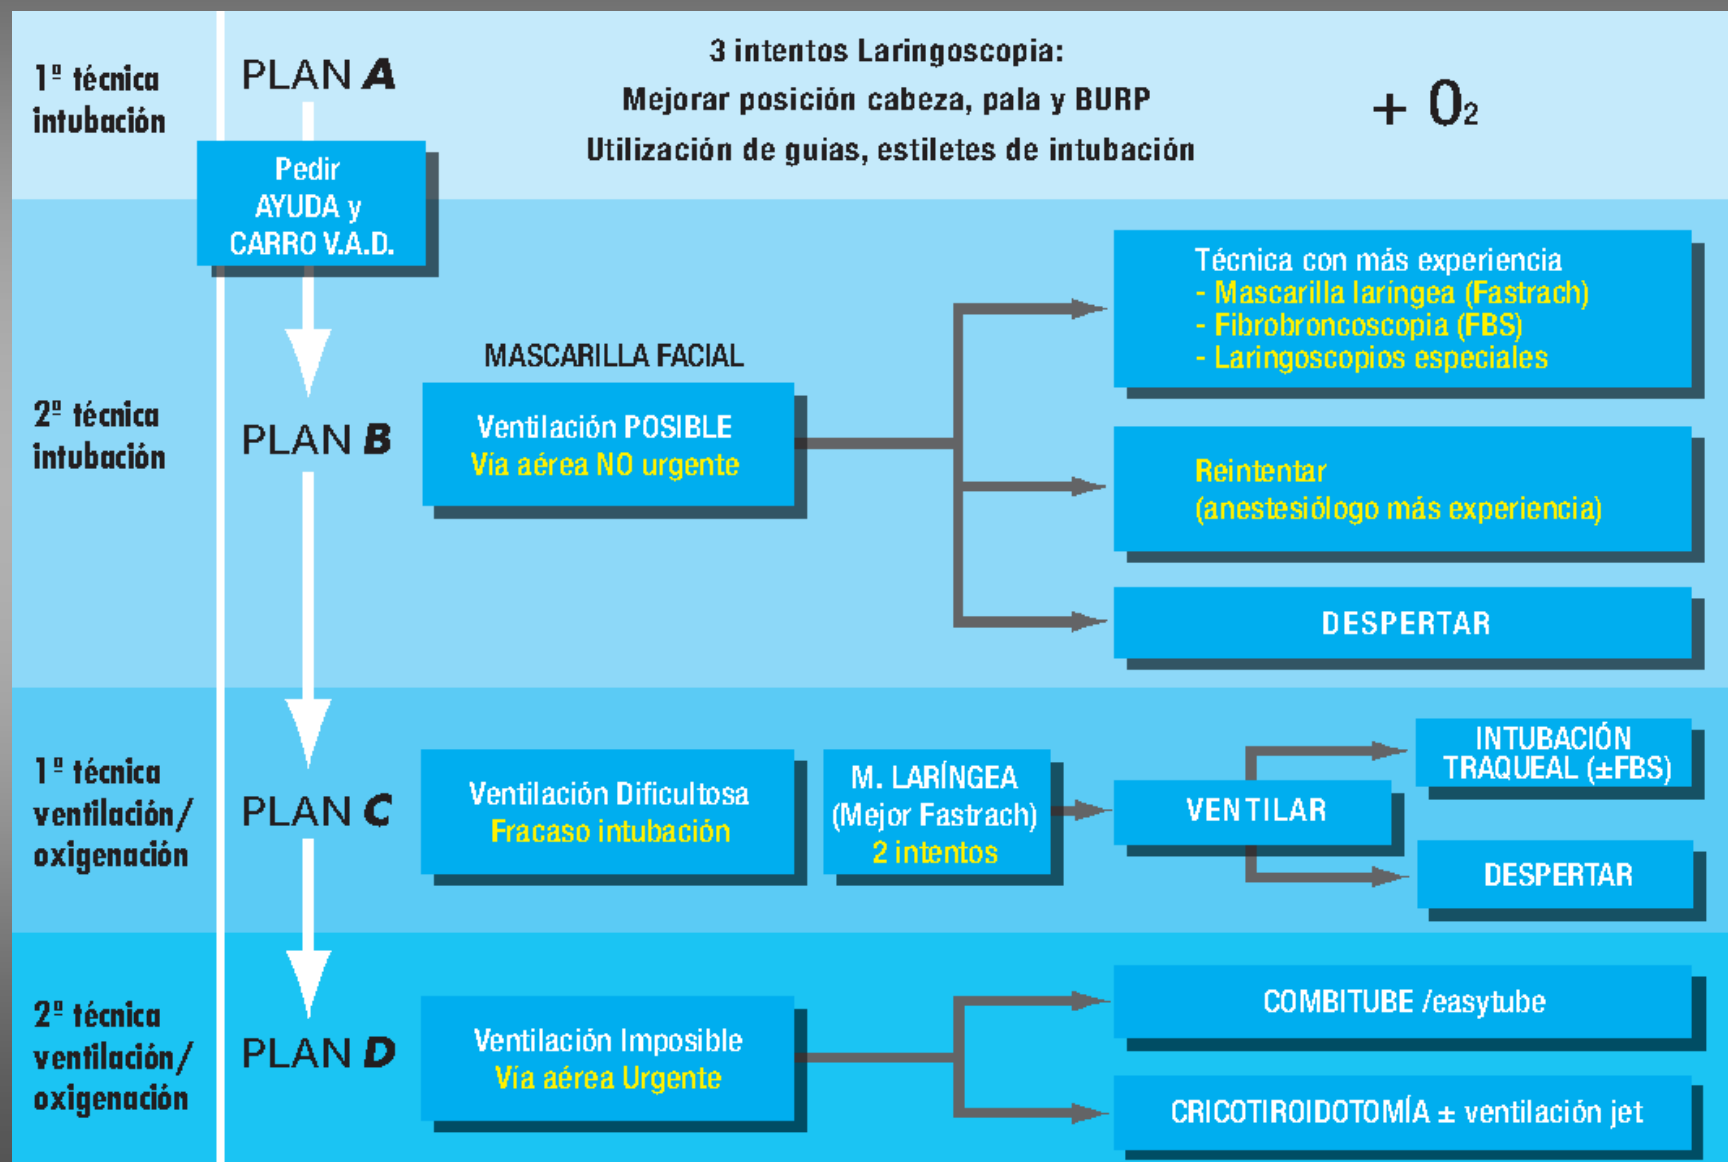 1ª técnica
intubación
PLAN A
3 intentos Laringoscopia:
Mejorar posición cabeza, pala y BURP
Utilización de guias, estiletes de intubación
+ O₂
Pedir
AYUDA y
CARRO V.A.D.
2ª técnica
intubación
PLAN B
MASCARILLA FACIAL
Ventilación POSIBLE
Vía aérea NO urgente
Técnica con más experiencia
- Mascarilla laríngea (Fastrach)
- Fibrobroncoscopia (FBS)
- Laringoscopios especiales
Reintentar
(anestesiólogo más experiencia)
DESPERTAR
1ª técnica
ventilación/
oxigenación
PLAN C
Ventilación Dificultosa
Fracaso intubación
M. LARÍNGEA
(Mejor Fastrach)
2 intentos
VENTILAR
INTUBACIÓN
TRAQUEAL (±FBS)
DESPERTAR
2ª técnica
ventilación/
oxigenación
PLAN D
Ventilación Imposible
Vía aérea Urgente
COMBITUBE /easytube
CRICOTIROIDOTOMÍA ± ventilación jet